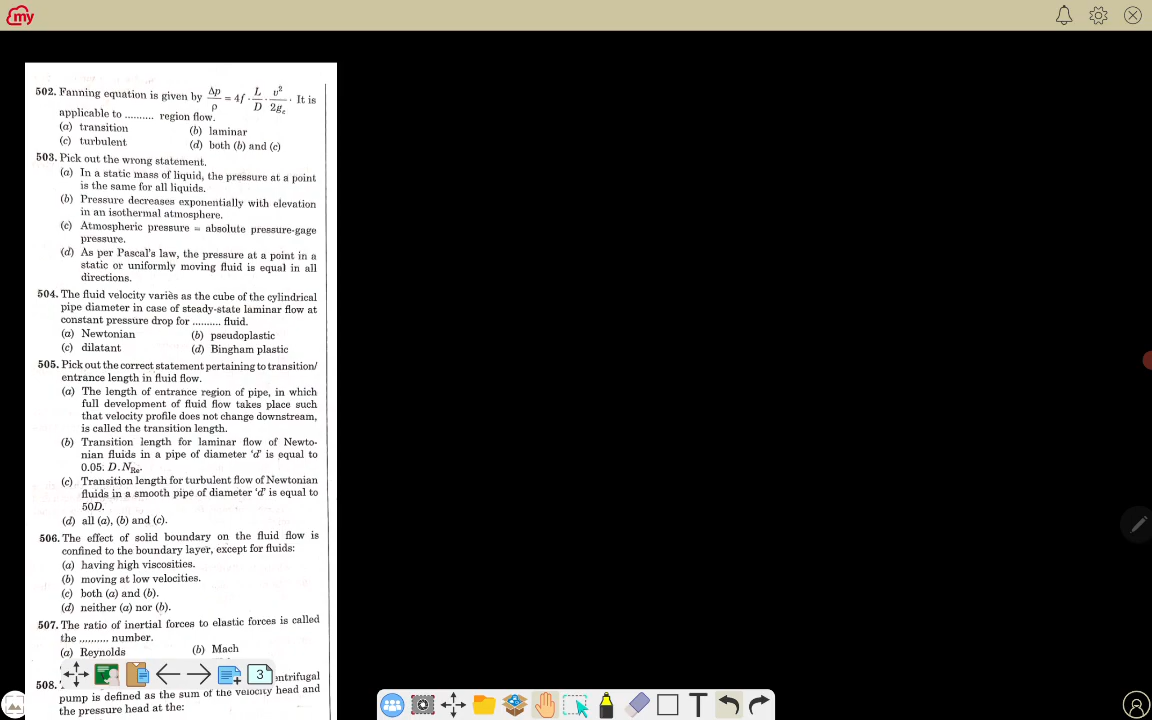 my
502. Fanning equation is given by Δp/ρ = 4f · L/D · v²/2g_c · It is
applicable to .......... region flow.
(a) transition (b) laminar
(c) turbulent (d) both (b) and (c)
503. Pick out the wrong statement.
(a) In a static mass of liquid, the pressure at a point
is the same for all liquids.
(b) Pressure decreases exponentially with elevation
in an isothermal atmosphere.
(c) Atmospheric pressure = absolute pressure-gage
pressure.
(d) As per Pascal's law, the pressure at a point in a
static or uniformly moving fluid is equal in all
directions.
504. The fluid velocity varies as the cube of the cylindrical
pipe diameter in case of steady-state laminar flow at
constant pressure drop for .......... fluid.
(a) Newtonian (b) pseudoplastic
(c) dilatant (d) Bingham plastic
505. Pick out the correct statement pertaining to transition/
entrance length in fluid flow.
(a) The length of entrance region of pipe, in which
full development of fluid flow takes place such
that velocity profile does not change downstream,
is called the transition length.
(b) Transition length for laminar flow of Newto-
nian fluids in a pipe of diameter 'd' is equal to
0.05. D.N_Re.
(c) Transition length for turbulent flow of Newtonian
fluids in a smooth pipe of diameter 'd' is equal to
50D.
(d) all (a), (b) and (c).
506. The effect of solid boundary on the fluid flow is
confined to the boundary layer, except for fluids:
(a) having high viscosities.
(b) moving at low velocities.
(c) both (a) and (b).
(d) neither (a) nor (b).
507. The ratio of inertial forces to elastic forces is called
the .......... number.
(a) Reynolds (b) Mach
3
508. entrifugal
pump is defined as the sum of the velocity head and
the pressure head at the:
T